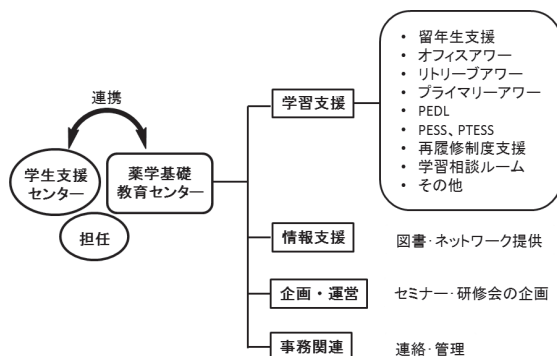 連携
学生支援
センター
薬学基礎
教育センター
担任
学習支援
・ 留年生支援
・ オフィスアワー
・ リトリーブアワー
・ プライマリーアワー
・ PEDL
・ PESS、PTESS
・ 再履修制度支援
・ 学習相談ルーム
・ その他
情報支援
図書・ネットワーク提供
企画・運営
セミナー・研修会の企画
事務関連
連絡・管理